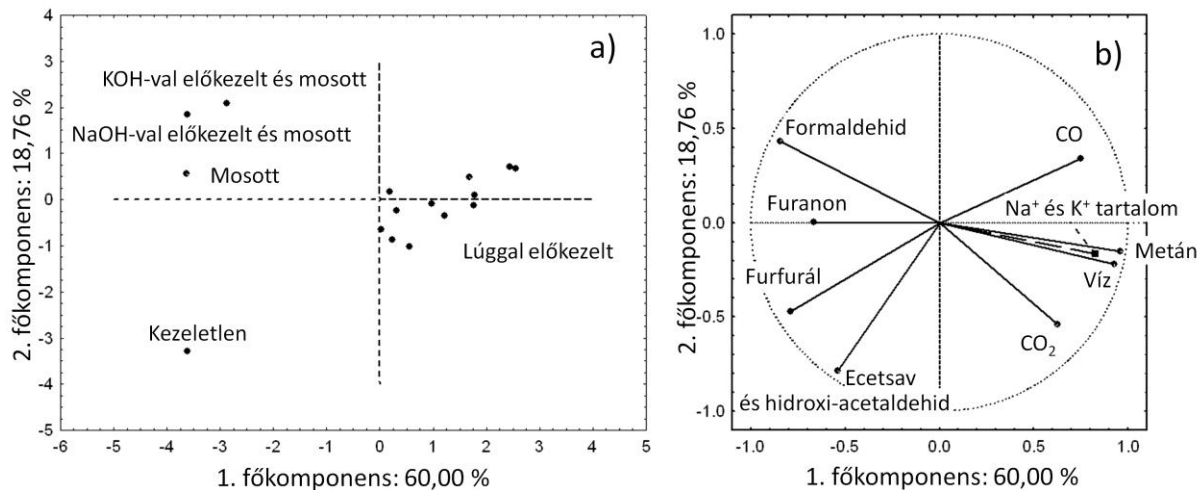 a)
KOH-val előkezelt és mosott
NaOH-val előkezelt és mosott
Mosott
Lúggal előkezelt
Kezeletlen
2. főkomponens: 18,76 %
5
4
3
2
1
0
-1
-2
-3
-4
5
-6
-5
-4
-3
-2
-1
0
1
2
3
4
5
1. főkomponens: 60,00 %
b)
Formaldehid
CO
Furanon
Na⁺ és K⁺ tartalom
Metán
Víz
Furfurál
CO₂
Ecetsav
és hidroxi-acetaldehid
2. főkomponens: 18,76 %
1.0
0.5
0.0
-0.5
-1.0
-1.0
-0.5
0.0
0.5
1.0
1. főkomponens: 60,00 %